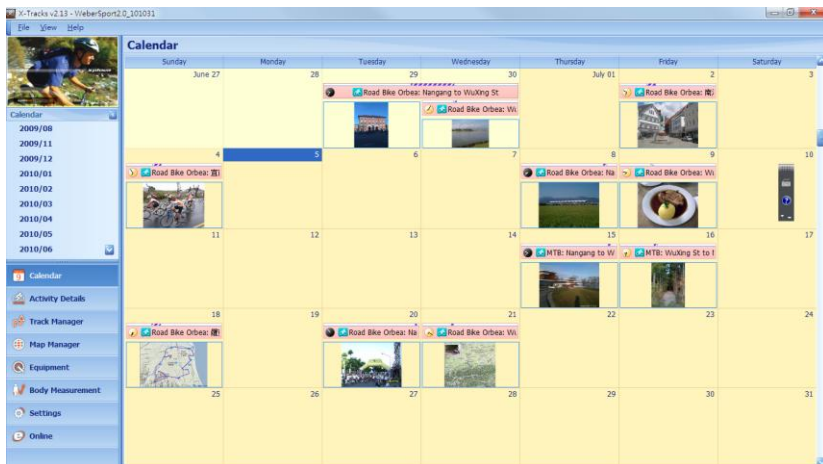 X-Tracks v2.13 - WeberSport2.0_101031
File View Help
Calendar
Sunday Monday Tuesday Wednesday Thursday Friday Saturday
June 27 28 29 30 July 01 2 3
Road Bike Orbea: Nangang to WuXing St
Road Bike Orbea:
Road Bike Orbea: Wu
4 5 6 7 8 9 10
Road Bike Orbea:
Road Bike Orbea: Na
Road Bike Orbea: Wu
11 12 13 14 15 16 17
MTB: Nangang to W
MTB: WuXing St to
18 19 20 21 22 23 24
Road Bike Orbea:
Road Bike Orbea: Na
Road Bike Orbea: Wu
25 26 27 28 29 30 31
Calendar
2009/08
2009/11
2009/12
2010/01
2010/02
2010/03
2010/04
2010/05
2010/06
Calendar
Activity Details
Track Manager
Map Manager
Equipment
Body Measurement
Settings
Online